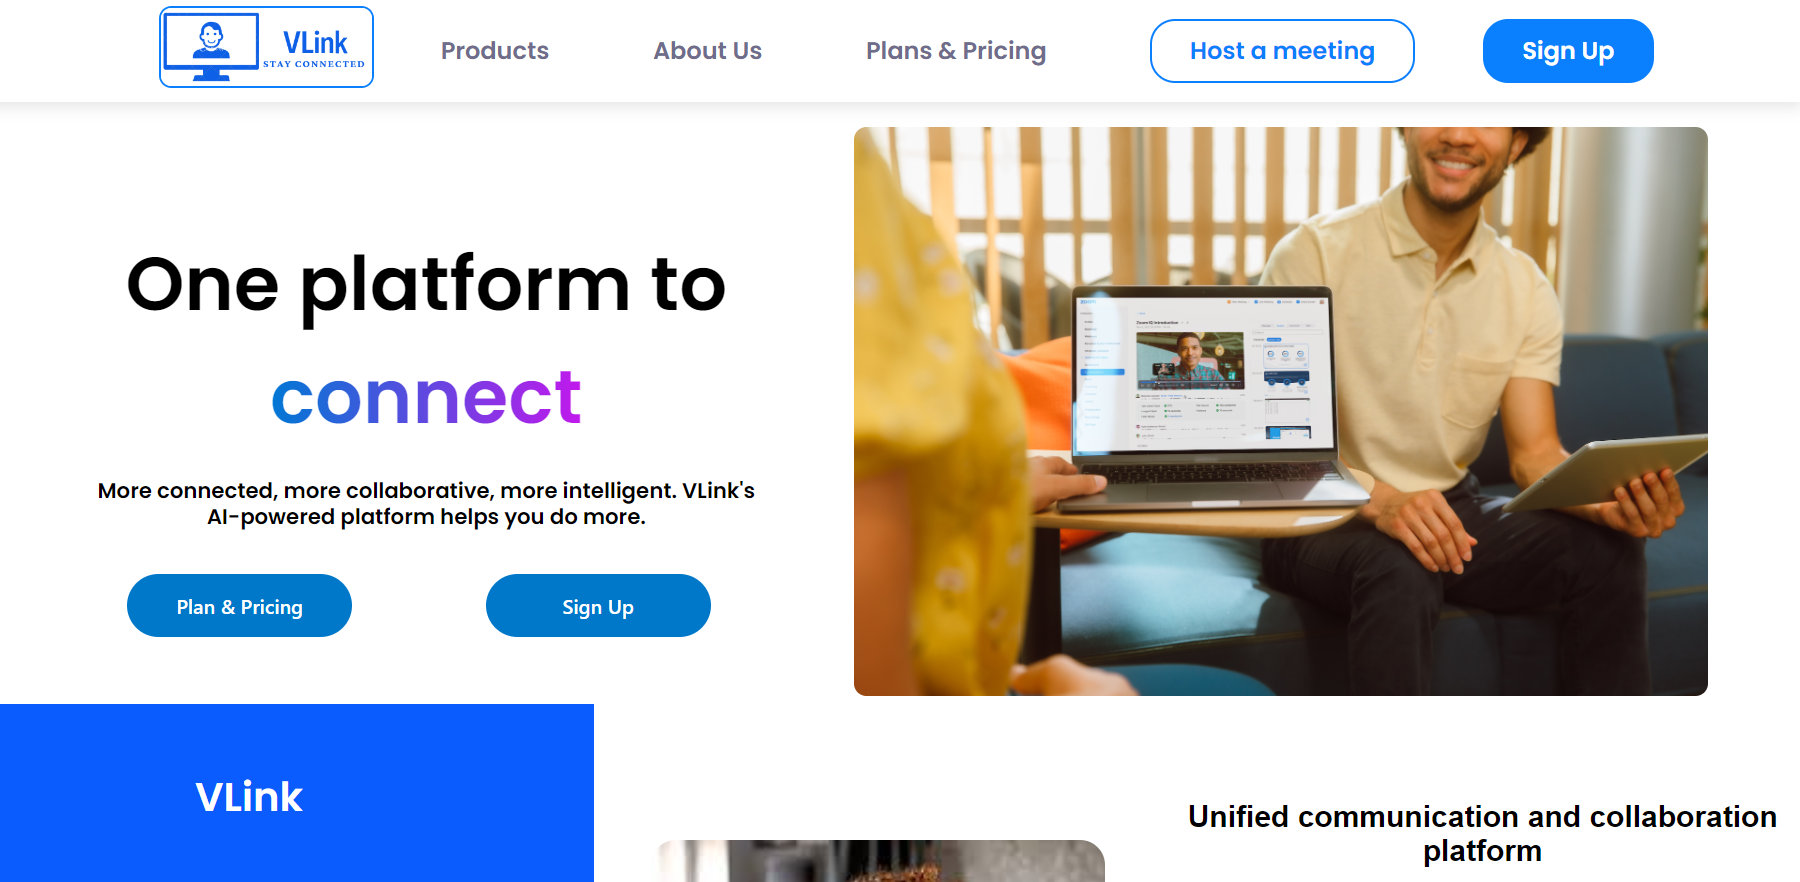 VLink
STAY CONNECTED
Products
About Us
Plans & Pricing
Host a meeting
Sign Up
One platform to
connect
More connected, more collaborative, more intelligent. VLink's
AI-powered platform helps you do more.
Plan & Pricing
Sign Up
VLink
Unified communication and collaboration
platform